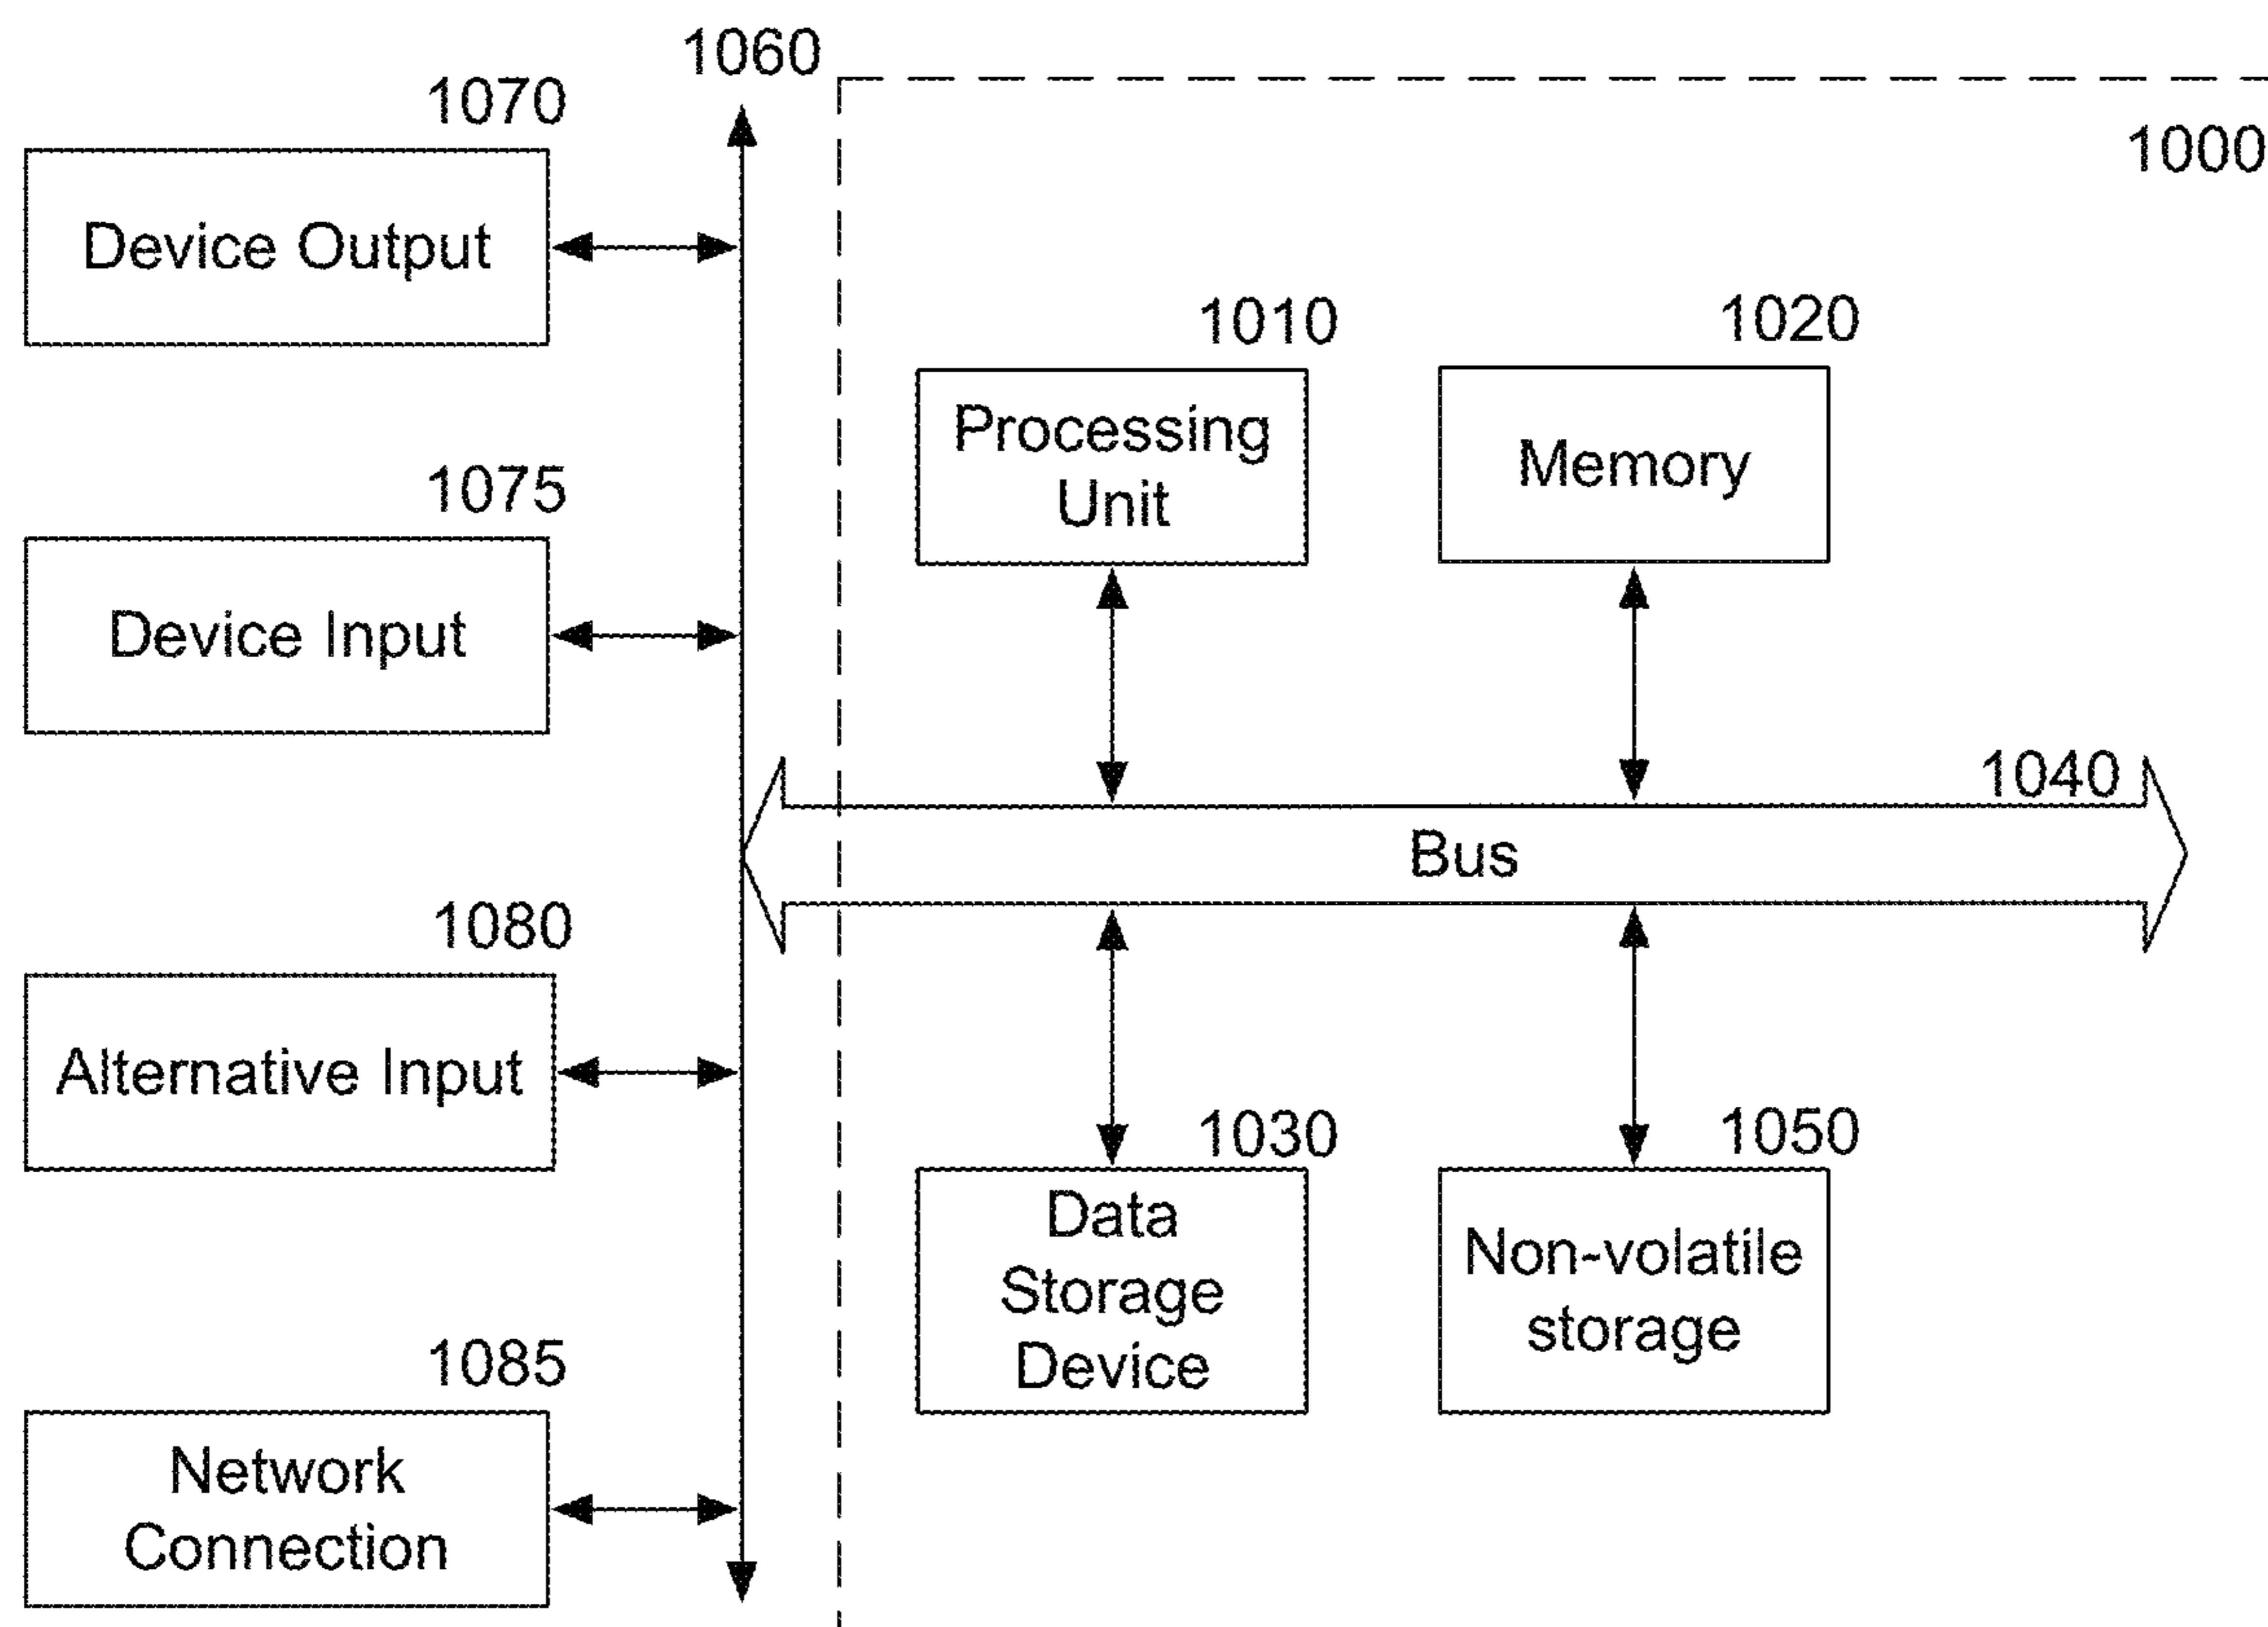 1060
1070
1000
Device Output
1010
1020
Processing
Unit
Memory
1075
Device Input
1040
Bus
1080
Alternative Input
1030
1050
Data
Storage
Device
Non-volatile
storage
1085
Network
Connection